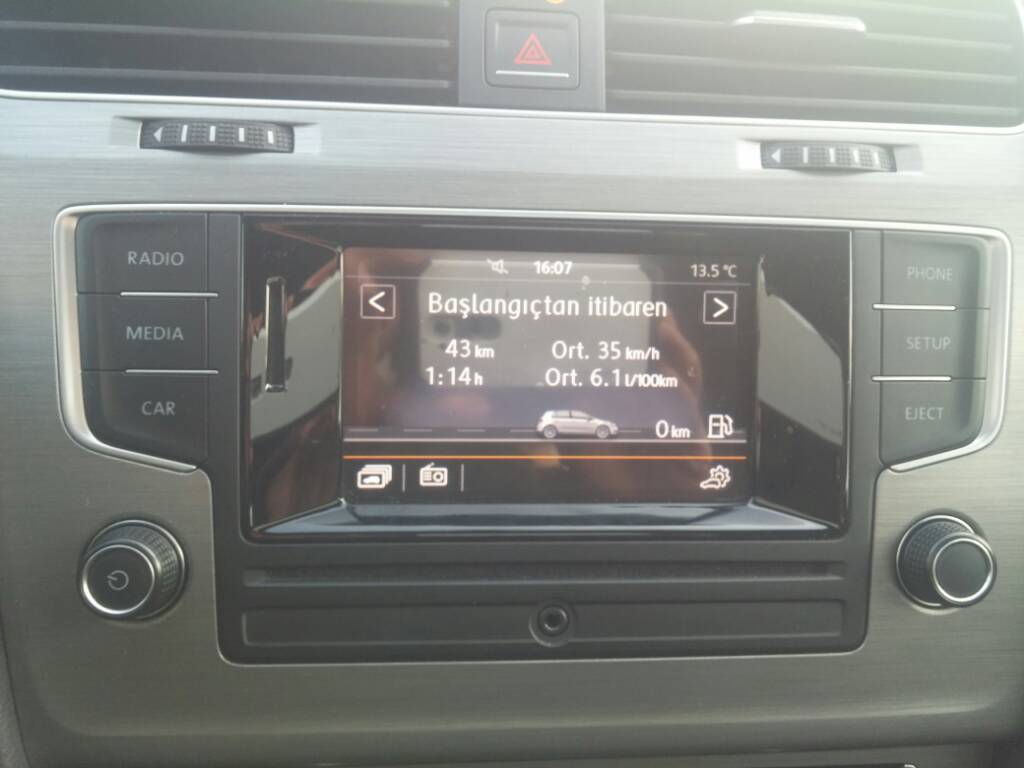 RADIO
MEDIA
CAR
16:07
13.5 °C
Başlangıçtan itibaren
43 km
Ort. 35 km/h
1:14 h
Ort. 6.1 l/100km
0 km
PHONE
SETUP
EJECT